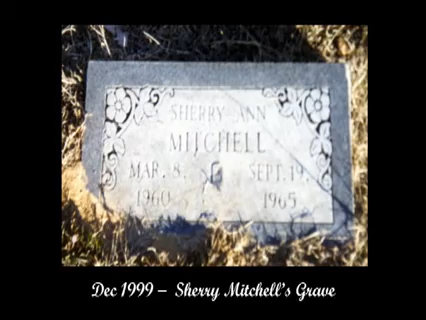 SHERRY ANN
MITCHELL
MAR. 8, SEPT. 19,
1960 1965
Dec 1999 – Sherry Mitchell's Grave